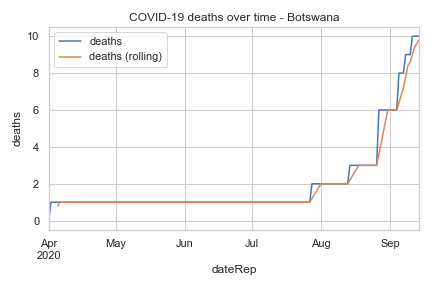 COVID-19 deaths over time - Botswana
deaths
deaths (rolling)
10
8
6
4
2
0
deaths
Apr
2020
May
Jun
Jul
Aug
Sep
dateRep